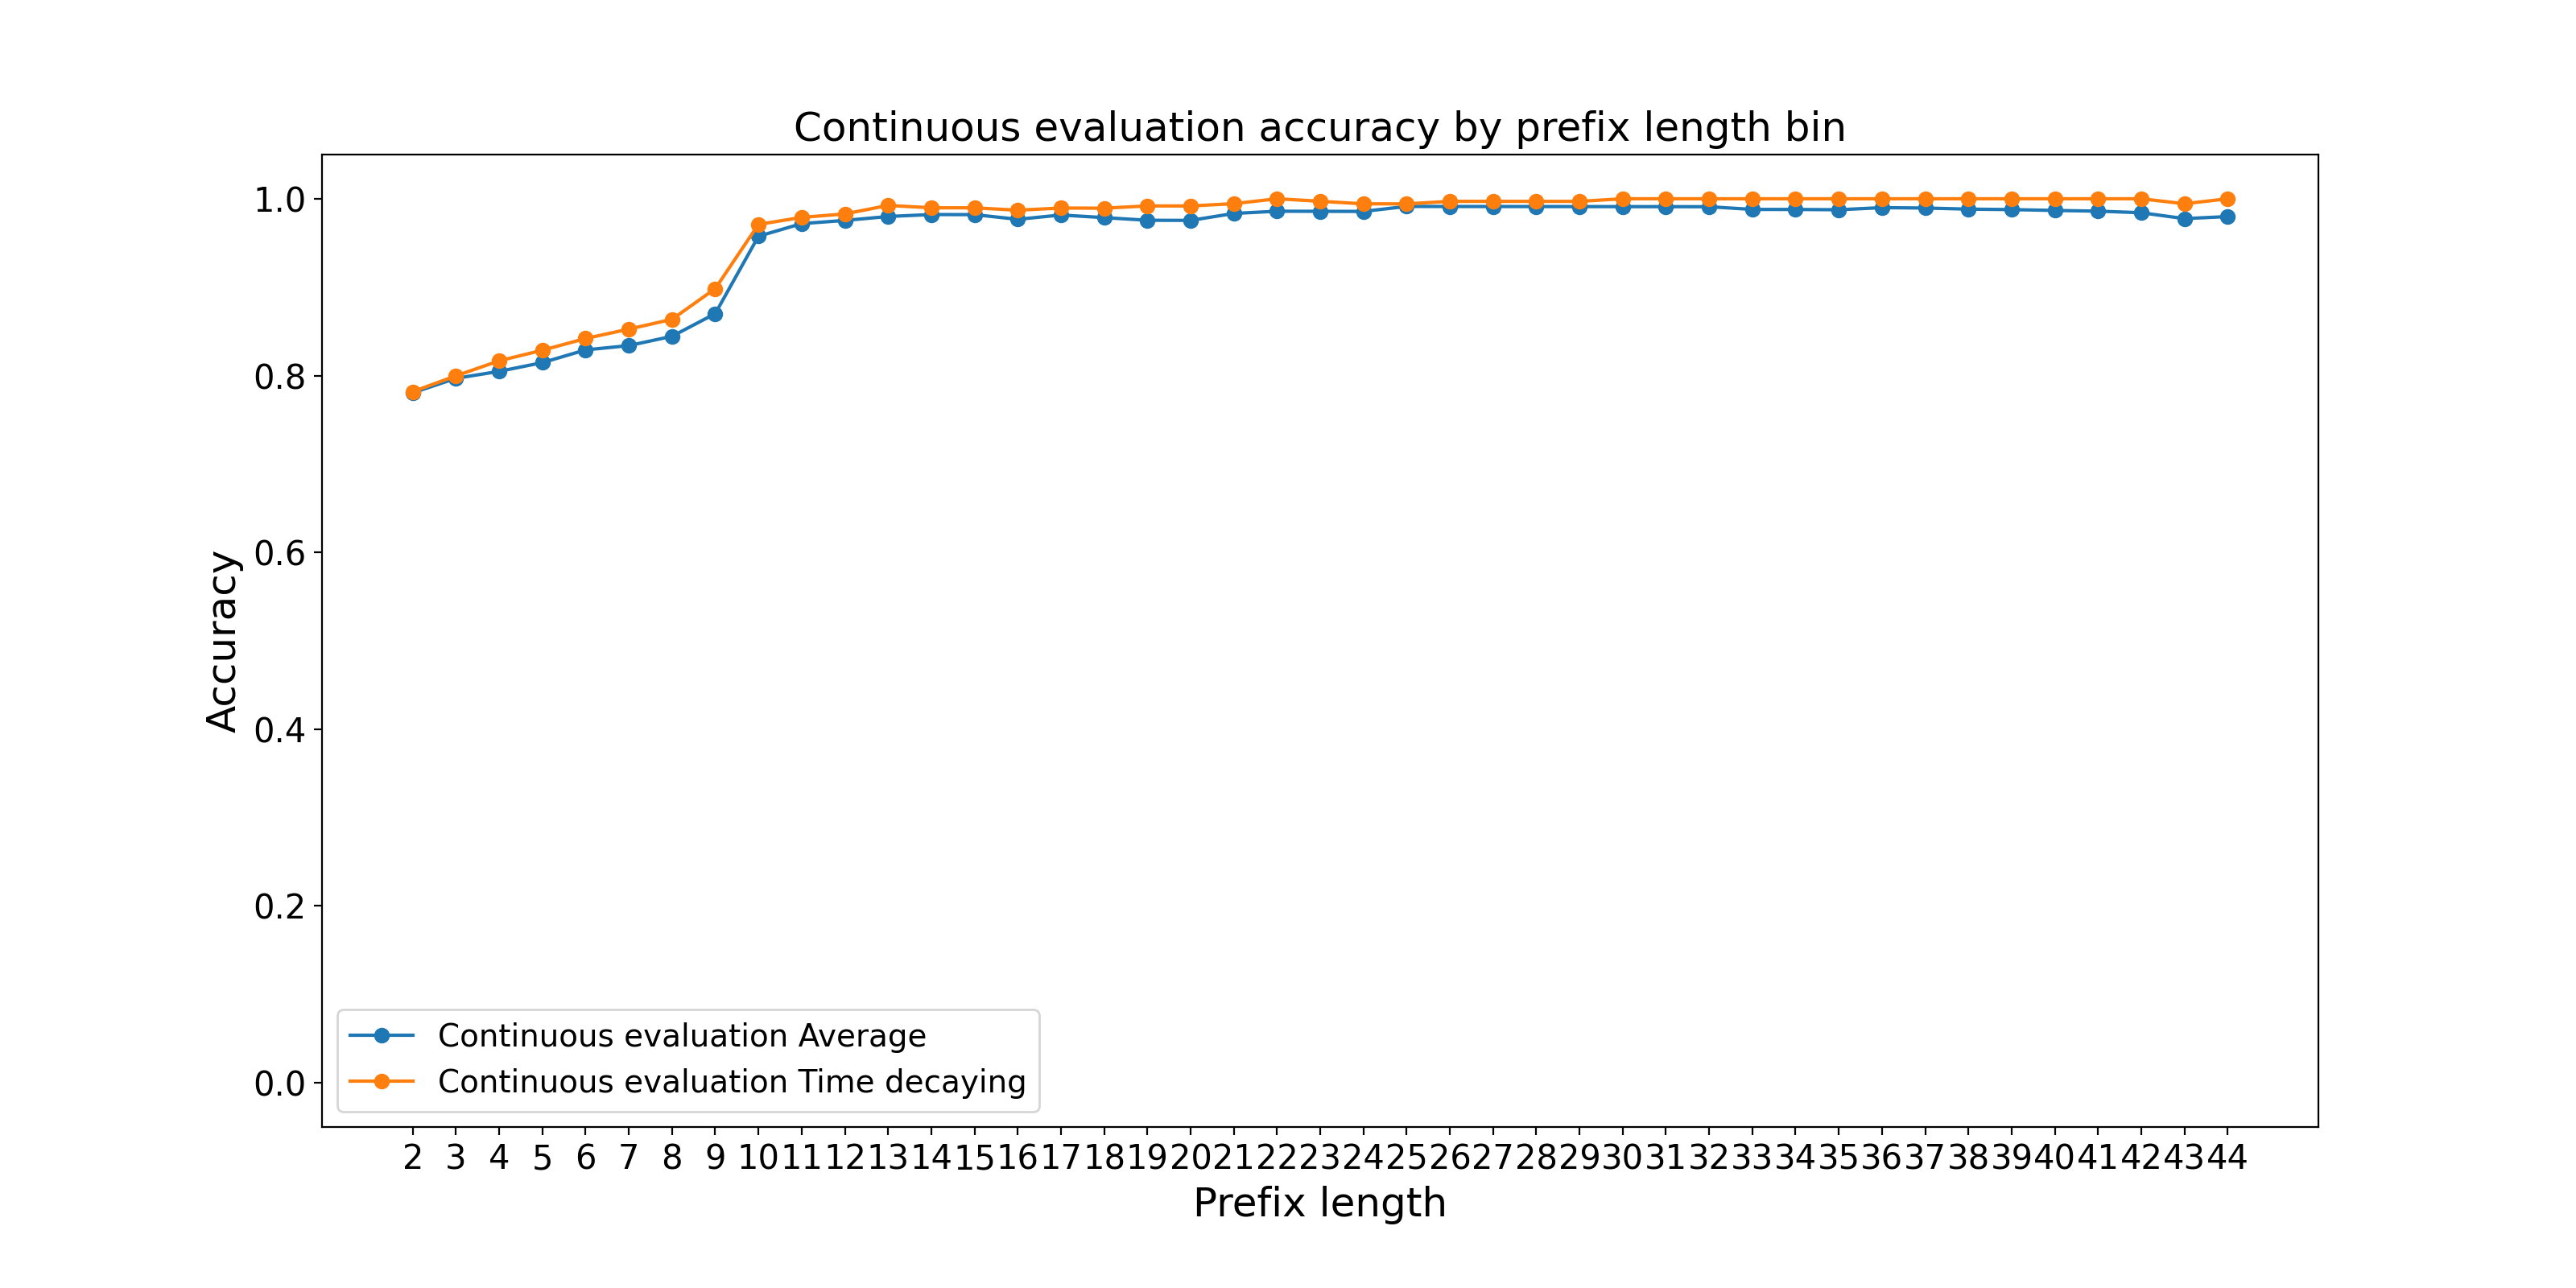 Continuous evaluation accuracy by prefix length bin
1.0
0.8
0.6
0.4
0.2
0.0
Accuracy
Continuous evaluation Average
Continuous evaluation Time decaying
2 3 4 5 6 7 8 9 10 11 12 13 14 15 16 17 18 19 20 21 22 23 24 25 26 27 28 29 30 31 32 33 34 35 36 37 38 39 40 41 42 43 44
Prefix length